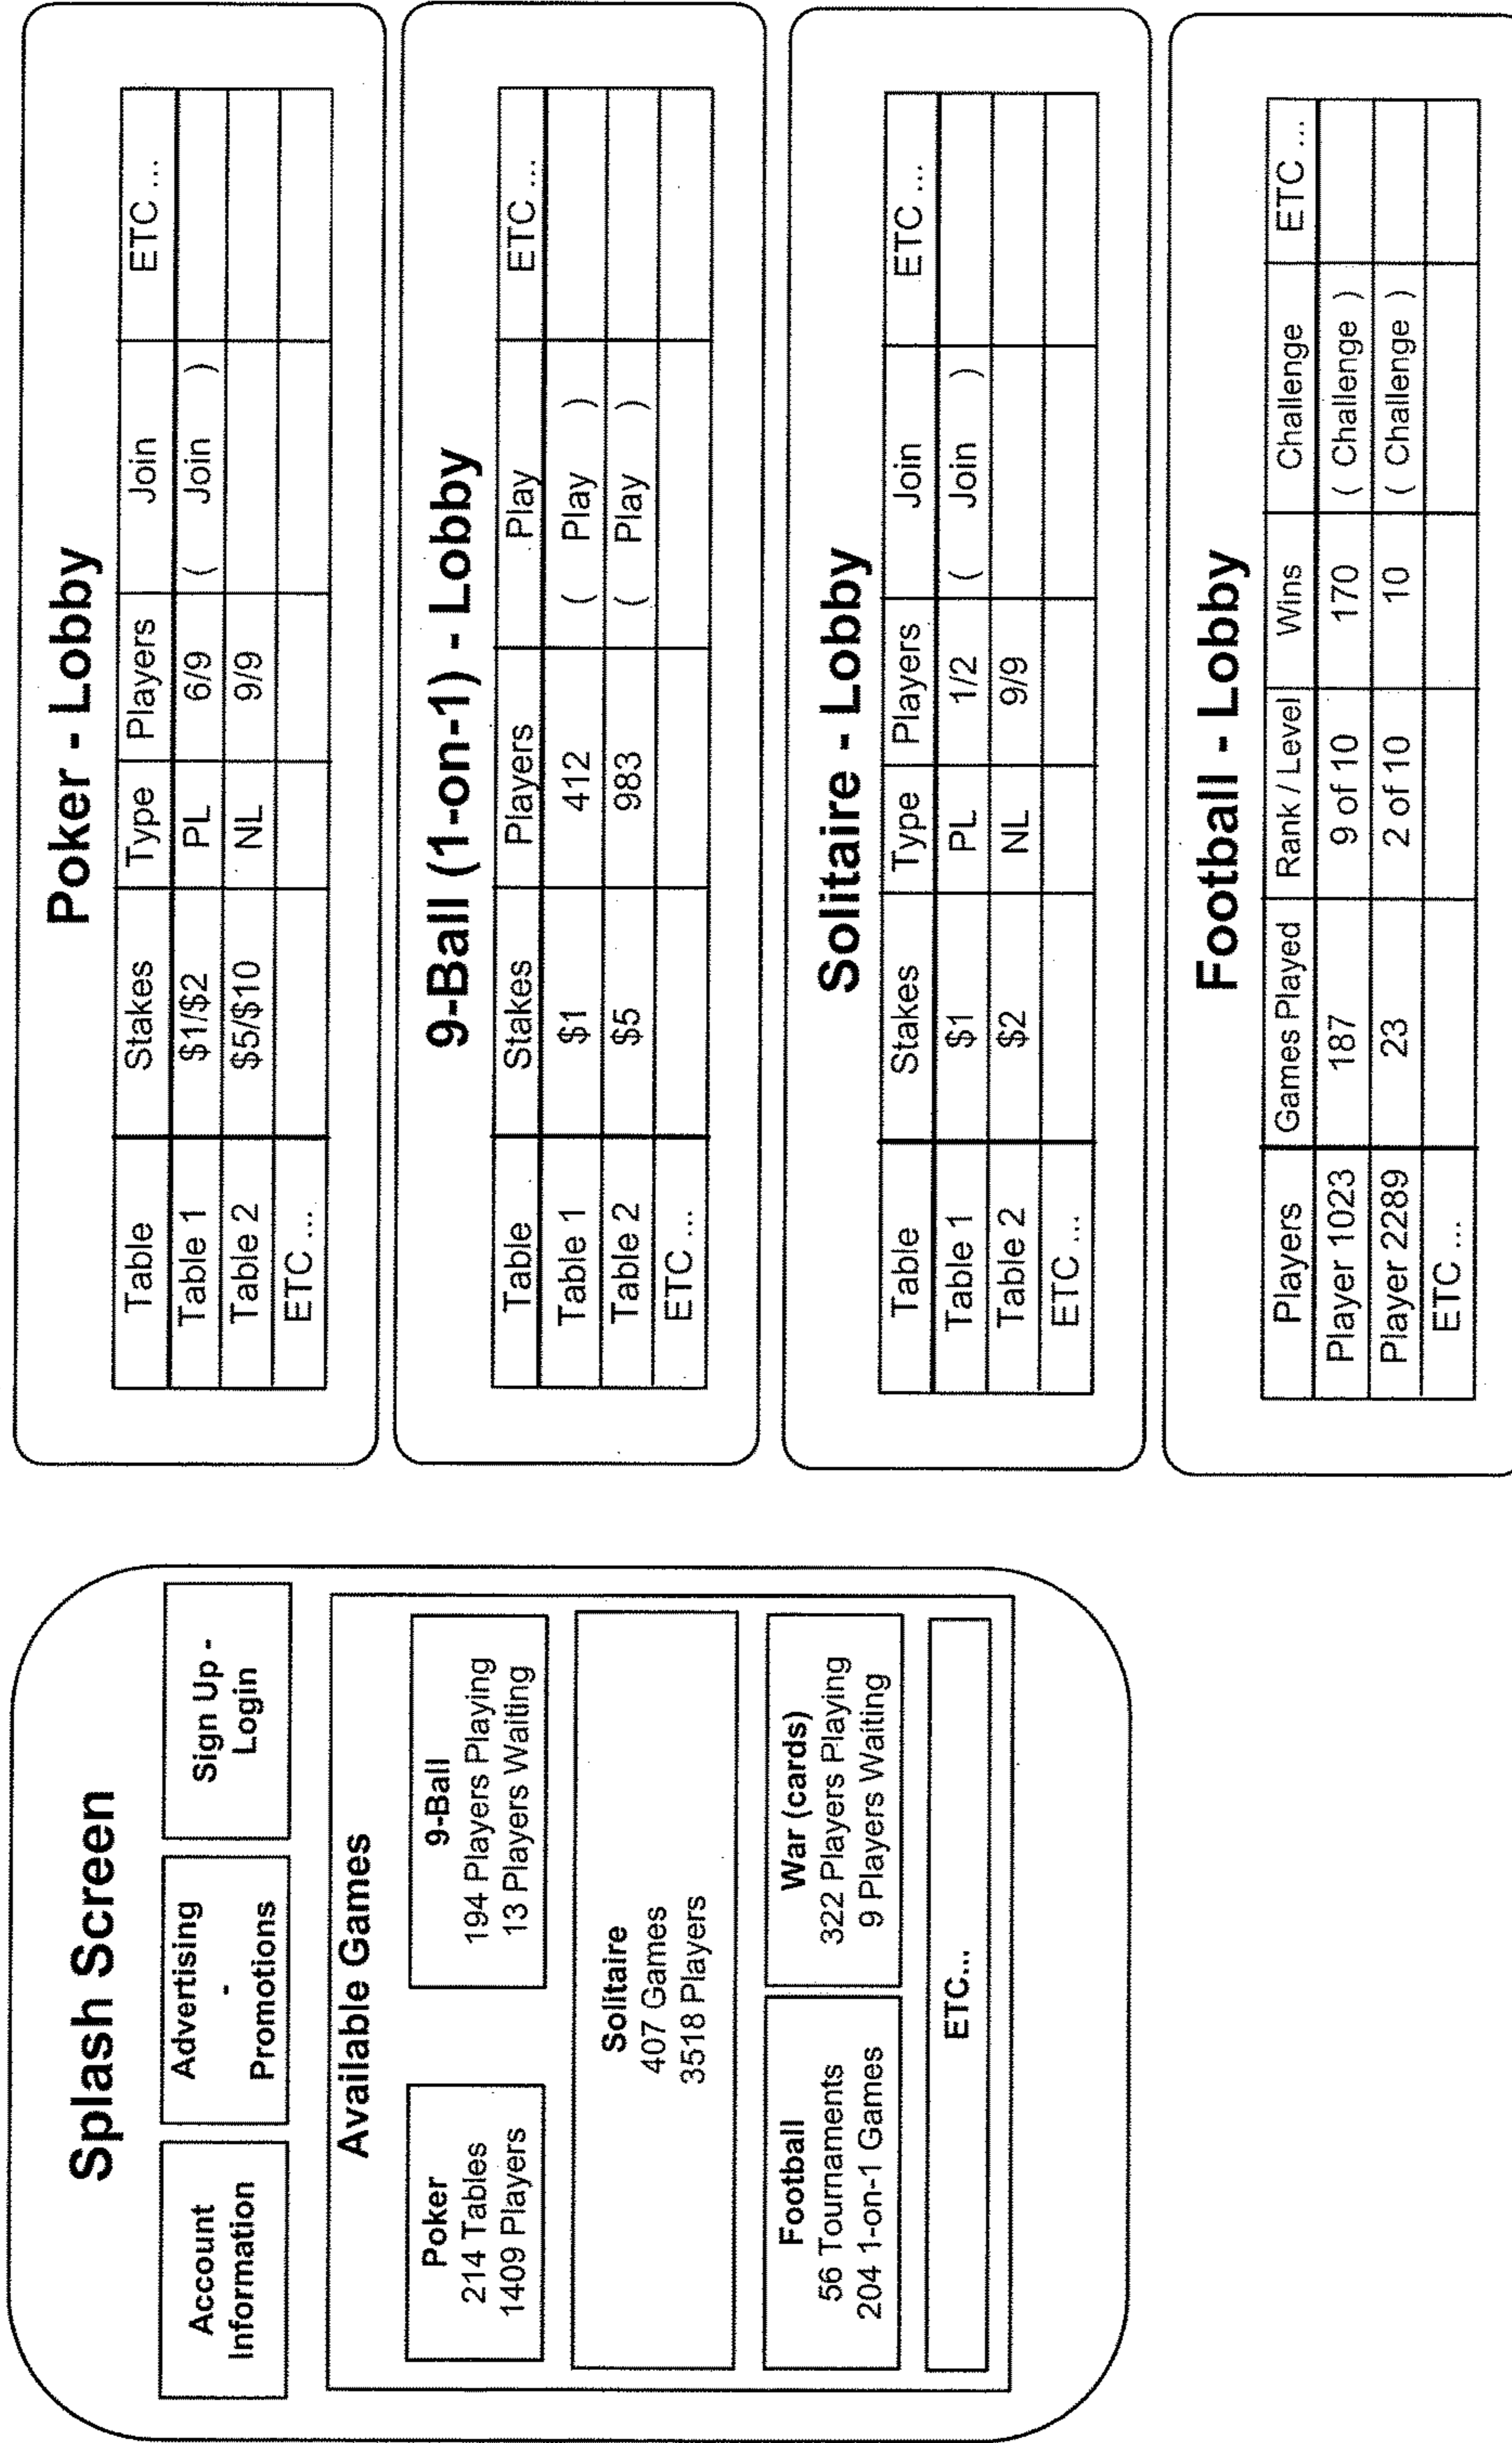 Splash Screen
Account
Information
Advertising
-
Promotions
Sign Up -
Login
Available Games
Poker
214 Tables
1409 Players
9-Ball
194 Players Playing
13 Players Waiting
Solitaire
407 Games
3518 Players
Football
56 Tournaments
204 1-on-1 Games
War (cards)
322 Players Playing
9 Players Waiting
ETC...
Poker - Lobby
Table Stakes Type Players Join ETC ...
Table 1 $1/$2 PL 6/9 ( Join )
Table 2 $5/$10 NL 9/9
ETC ...
9-Ball (1-on-1) - Lobby
Table Stakes Players Play ETC ...
Table 1 $1 412 ( Play )
Table 2 $5 983 ( Play )
ETC ...
Solitaire - Lobby
Table Stakes Type Players Join ETC ...
Table 1 $1 PL 1/2 ( Join )
Table 2 $2 NL 9/9
ETC ...
Football - Lobby
Players Games Played Rank / Level Wins Challenge ETC ...
Player 1023 187 9 of 10 170 ( Challenge )
Player 2289 23 2 of 10 10 ( Challenge )
ETC ...